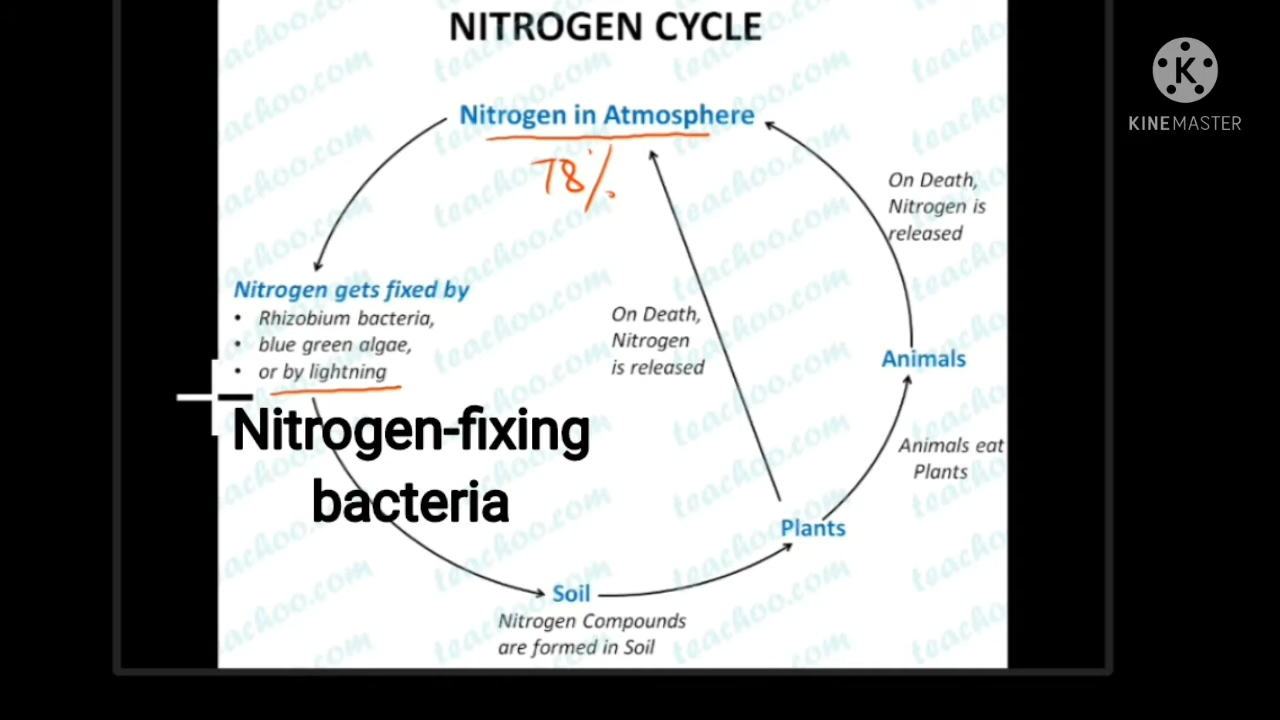 NITROGEN CYCLE
Nitrogen in Atmosphere
78%
K
KINEMASTER
On Death,
Nitrogen is
released
Nitrogen gets fixed by
• Rhizobium bacteria,
• blue green algae,
• or by lightning
On Death,
Nitrogen
is released
Animals
Nitrogen-fixing
bacteria
Animals eat
Plants
Plants
Soil
Nitrogen Compounds
are formed in Soil
teachoo.com